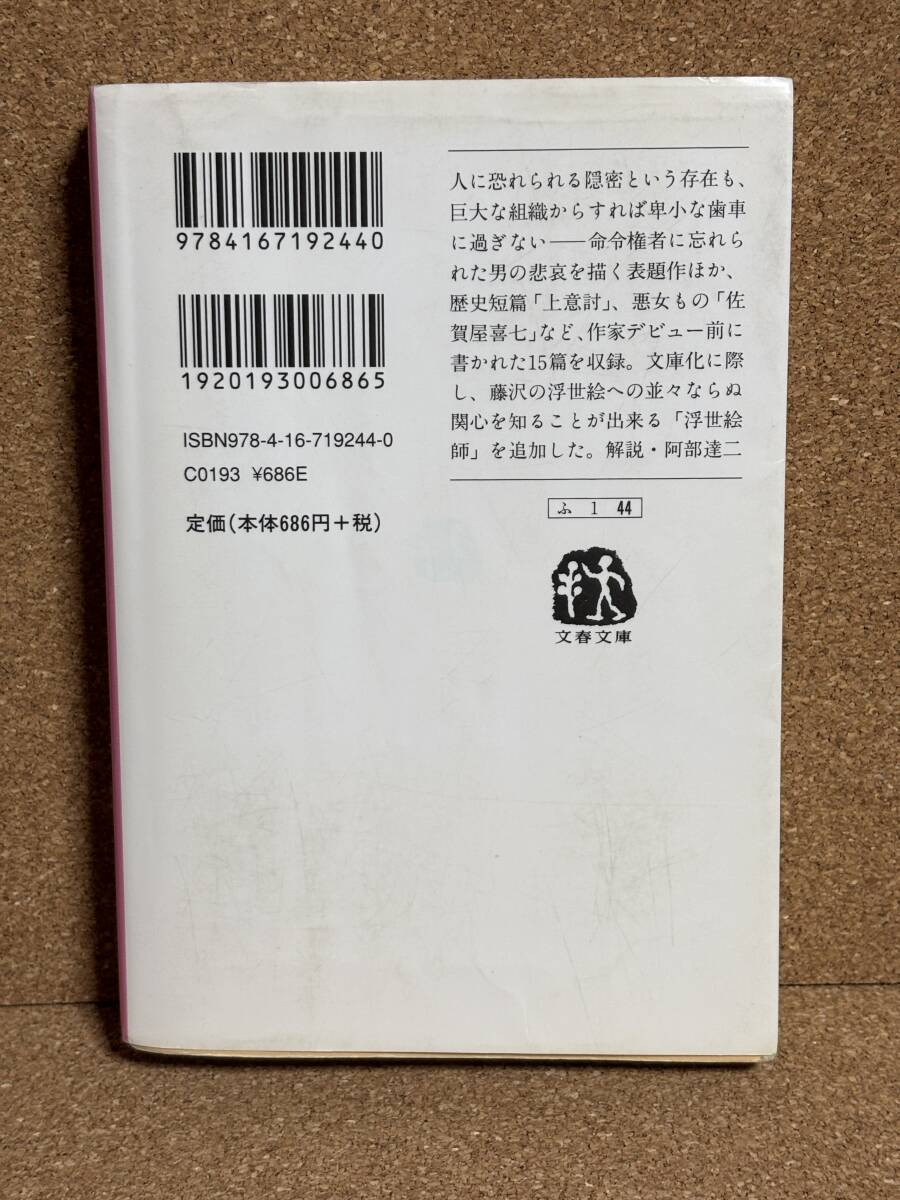 9784167192440
1920193006865
ISBN978-4-16-719244-0
C0193 ¥686E
定価(本体686円+税)
人に恐れられる隠密という存在も、
巨大な組織からすれば卑小な歯車
に過ぎない――命令権者に忘れら
れた男の悲哀を描く表題作ほか、
歴史短篇「上意討」、悪女もの「佐
賀屋喜七」など、作家デビュー前に
書かれた15篇を収録。文庫化に際
し、藤沢の浮世絵への並々ならぬ
関心を知ることが出来る「浮世絵
師」を追加した。解説・阿部達二
ふ 1 44
文春文庫